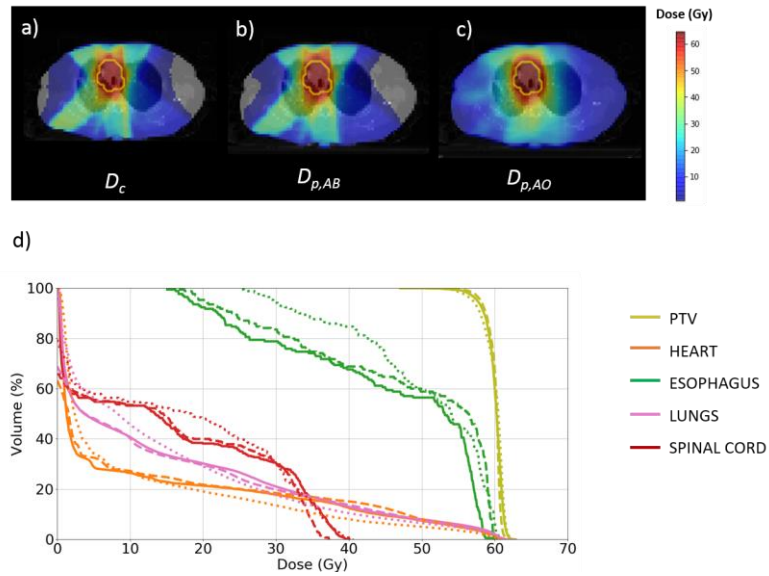 a)
b)
c)
Dose (Gy)
60
50
40
30
20
10
Dc
Dp,AB
Dp,AO
d)
100
80
60
40
20
0
Volume (%)
0 10 20 30 40 50 60 70
Dose (Gy)
PTV
HEART
ESOPHAGUS
LUNGS
SPINAL CORD